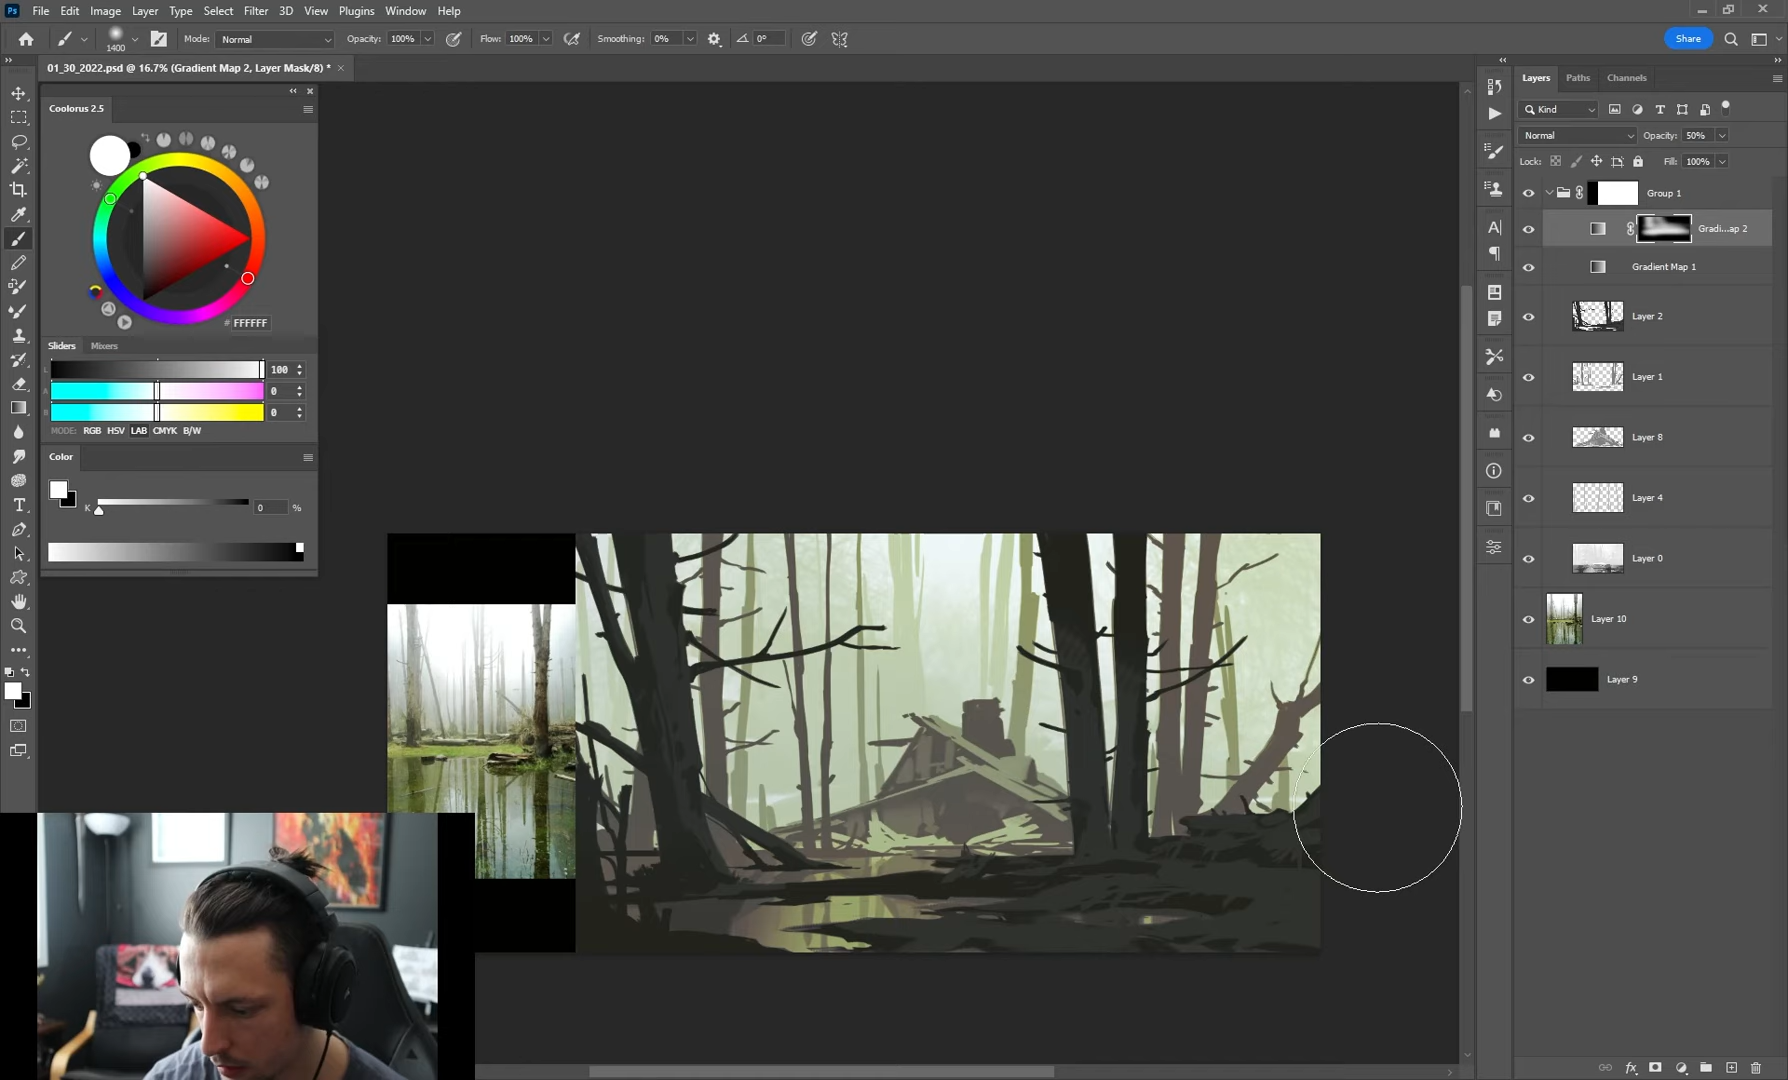 Ps File Edit Image Layer Type Select Filter 3D View Plugins Window Help
1400 Mode: Normal Opacity: 100% Flow: 100% Smoothing: 0% 0° Share
01_30_2022.psd @ 16.7% (Gradient Map 2, Layer Mask/8) *
Coolorus 2.5
# FFFFFF
Sliders Mixers
L 100
A 0
B 0
MODE: RGB HSV LAB CMYK B/W
Color
K 0 %
Layers Paths Channels
Kind
Normal Opacity: 50%
Lock: Fill: 100%
Group 1
Gradi...ap 2
Gradient Map 1
Layer 2
Layer 1
Layer 8
Layer 4
Layer 0
Layer 10
Layer 9
fx